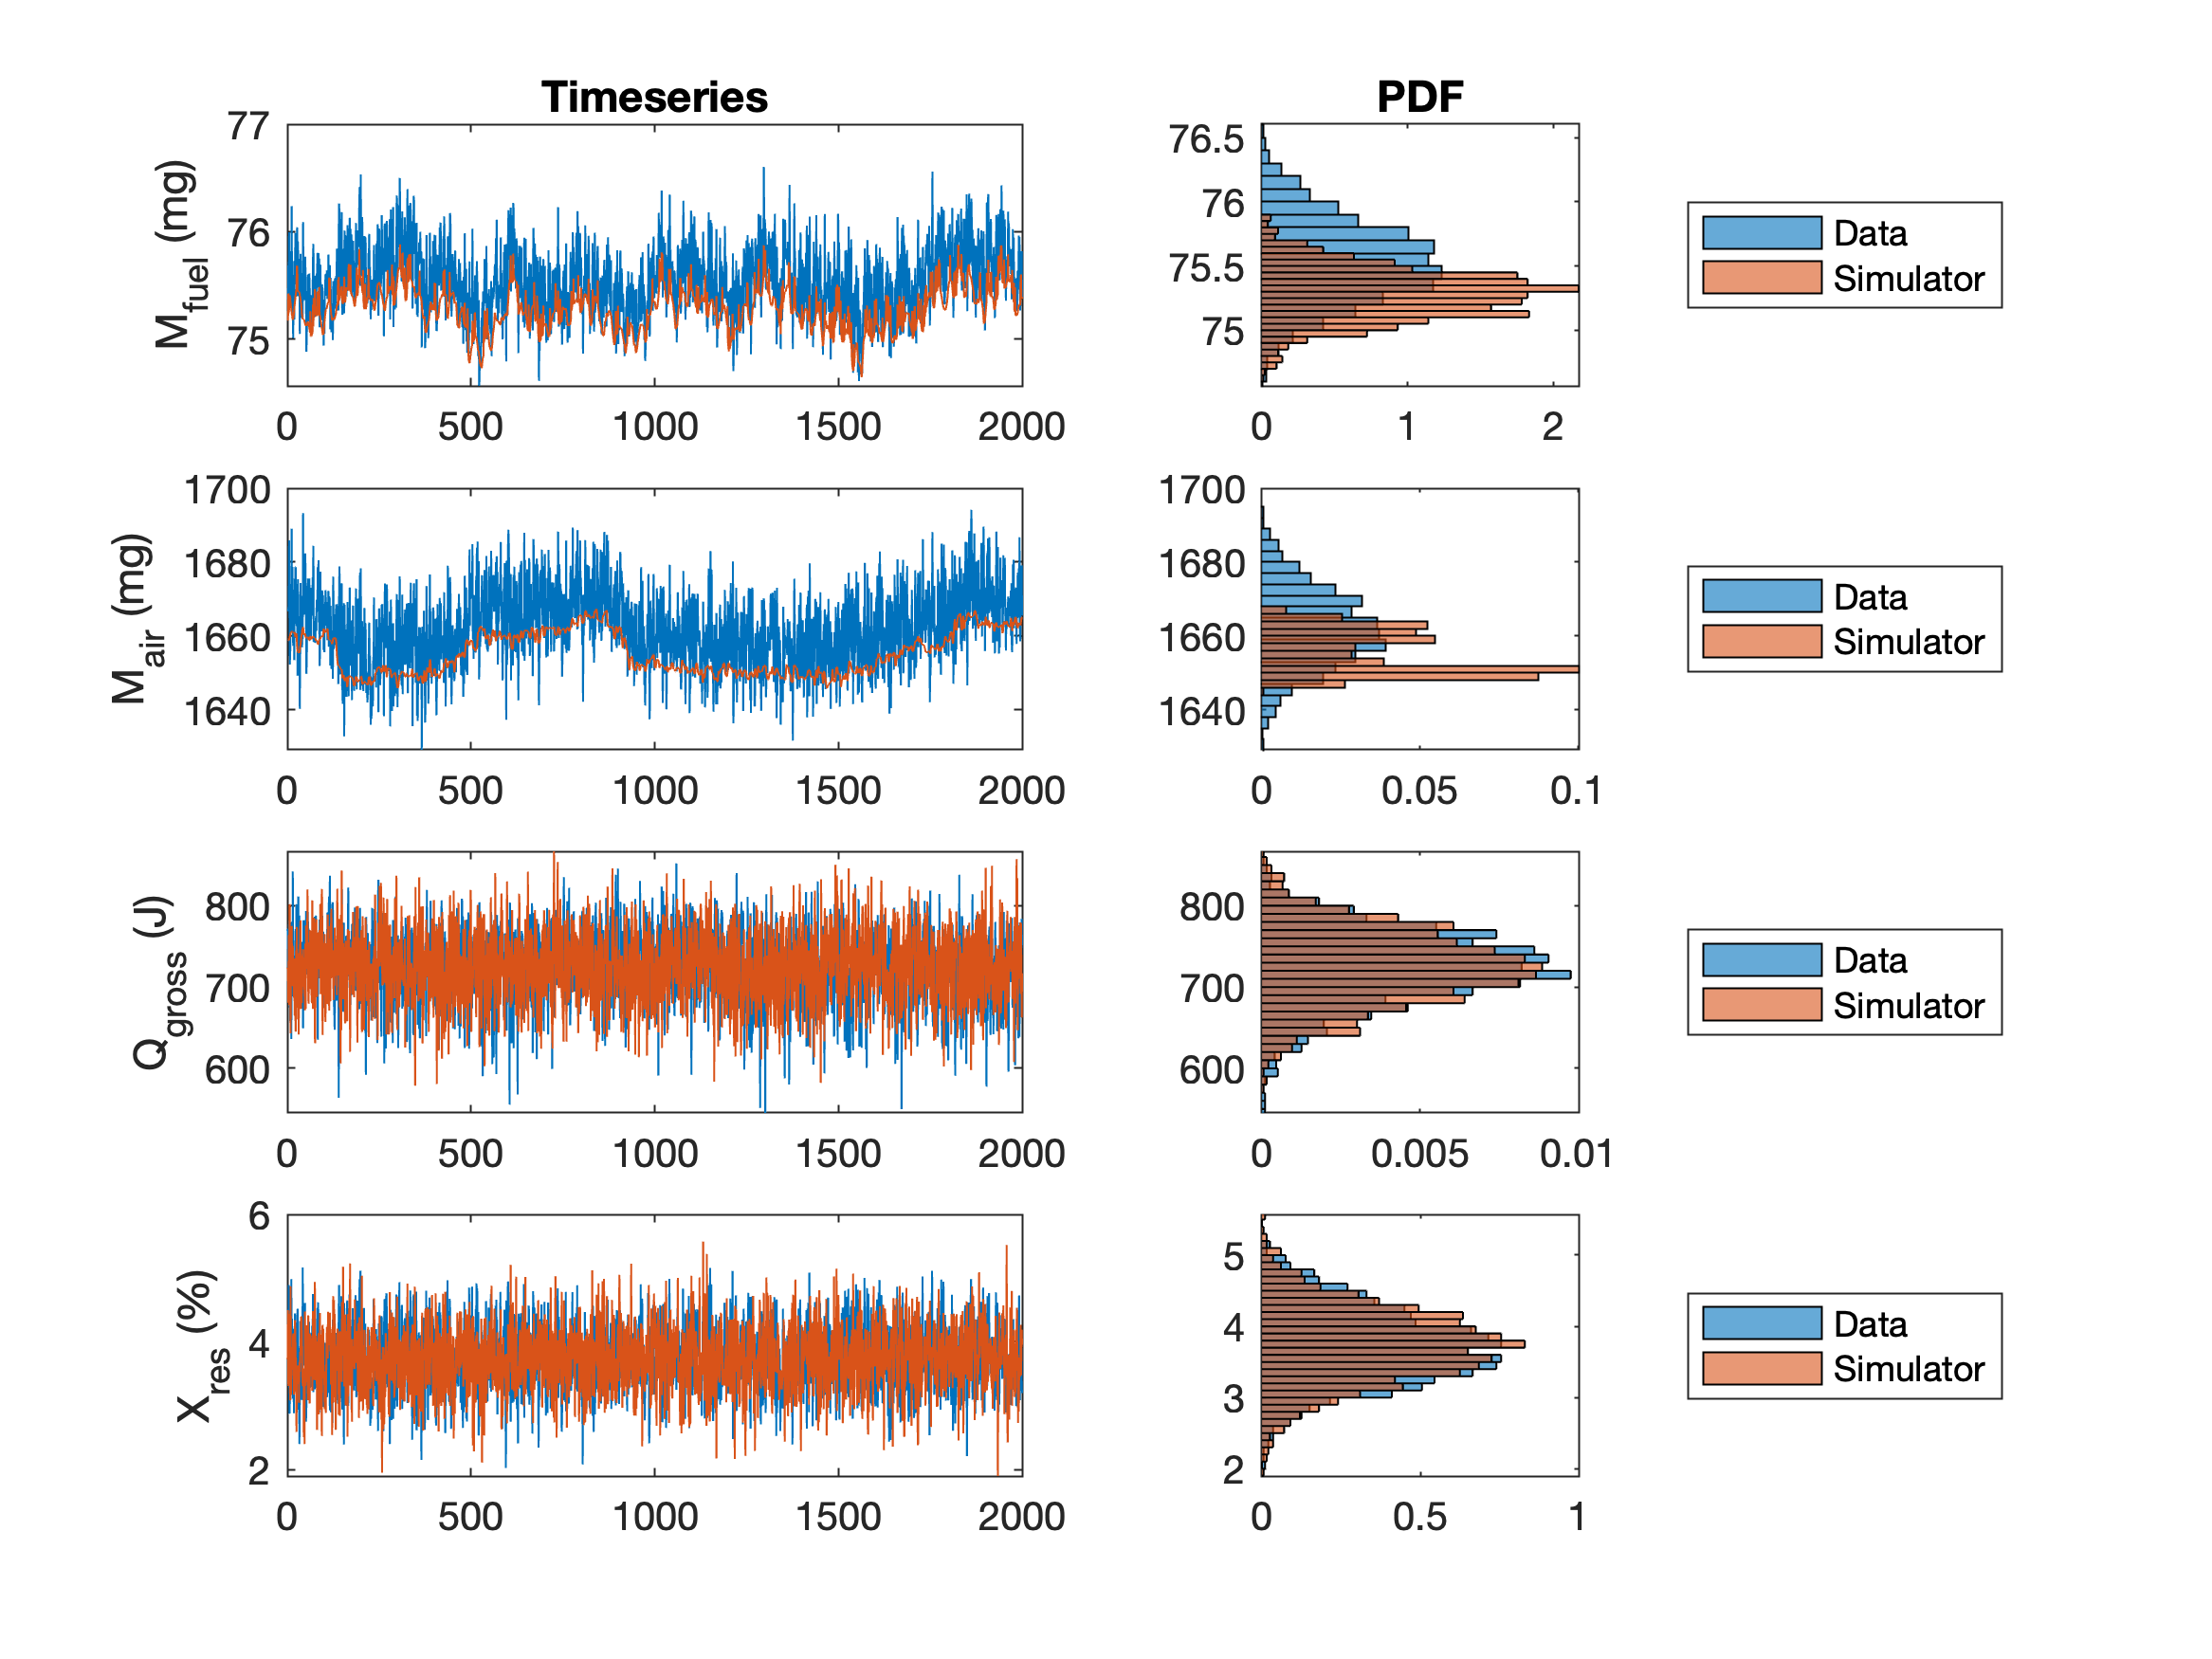 Timeseries
PDF
M_fuel (mg)
77
76
75
0 500 1000 1500 2000
76.5
76
75.5
75
0 1 2
Data
Simulator
M_air (mg)
1700
1680
1660
1640
0 500 1000 1500 2000
1700
1680
1660
1640
0 0.05 0.1
Data
Simulator
Q_gross (J)
800
700
600
0 500 1000 1500 2000
800
700
600
0 0.005 0.01
Data
Simulator
X_res (%)
6
4
2
0 500 1000 1500 2000
5
4
3
2
0 0.5 1
Data
Simulator